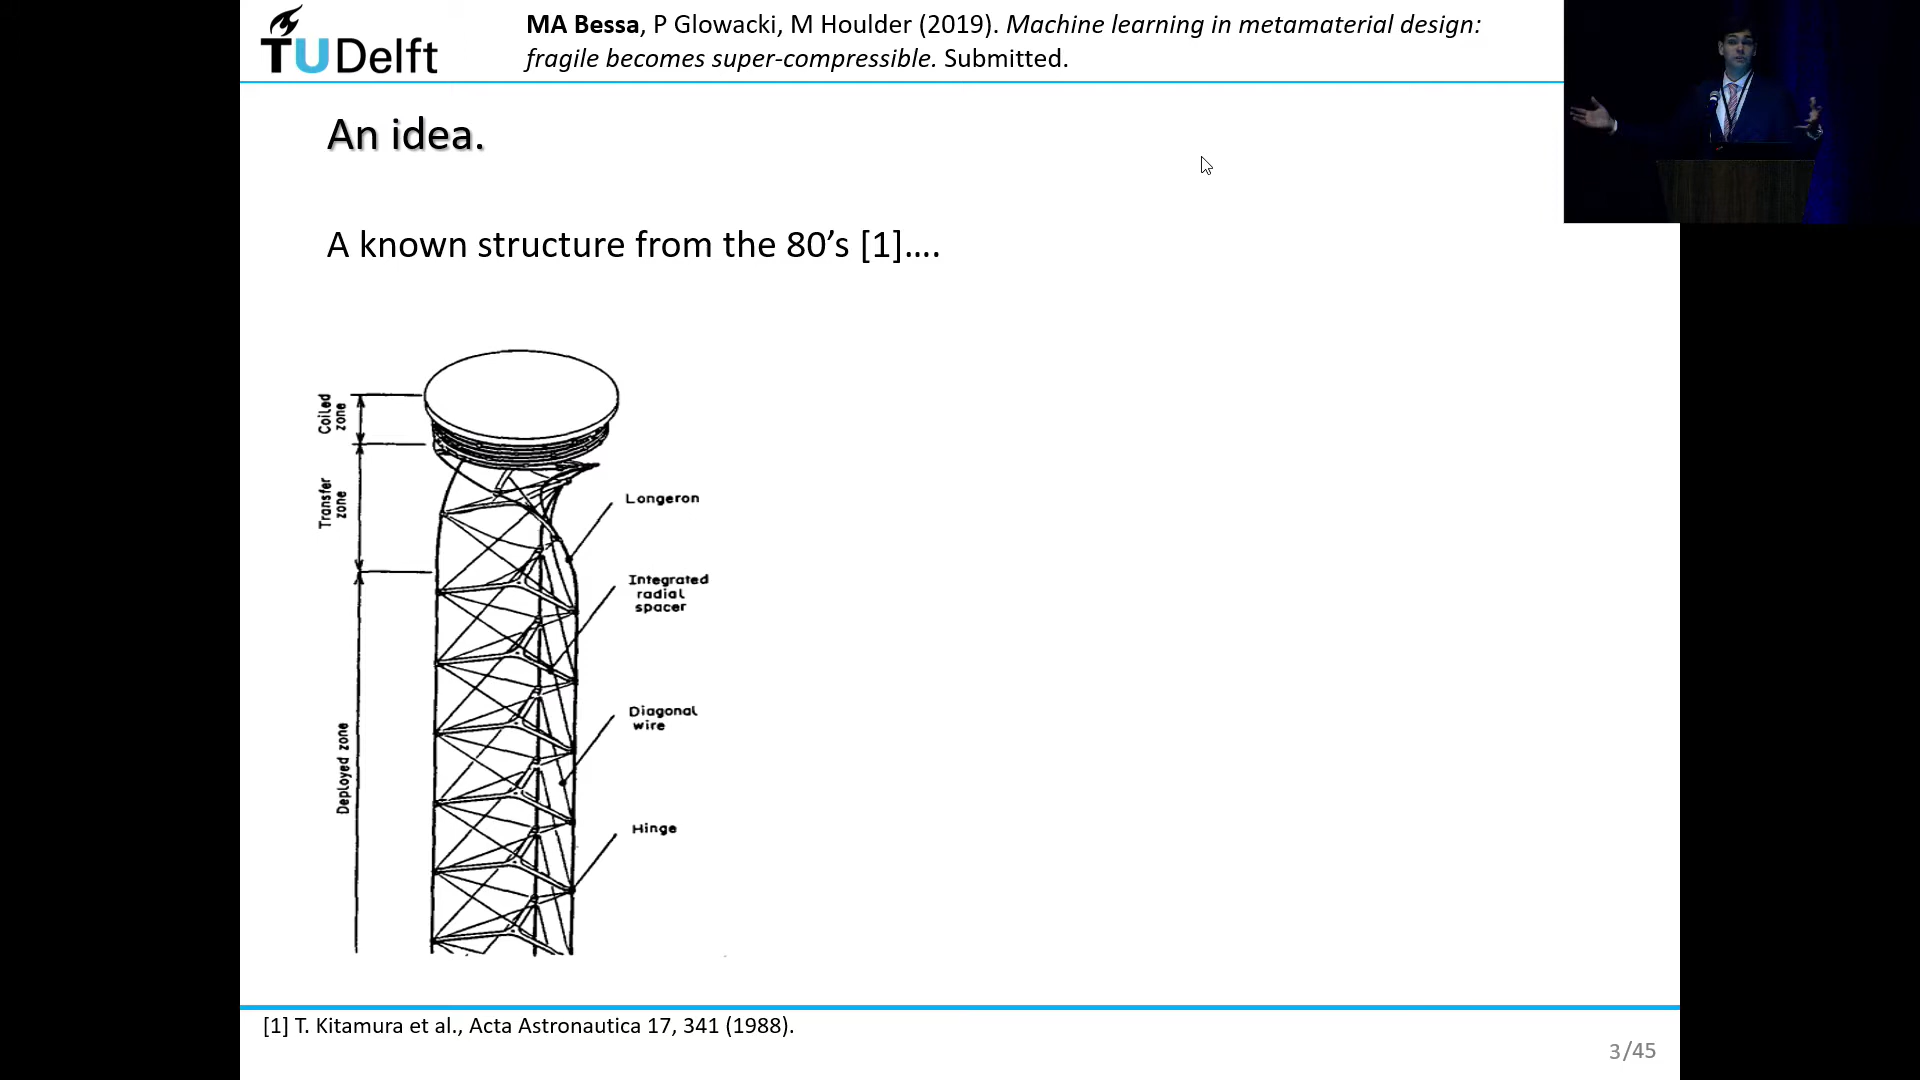 TUDelft
MA Bessa, P Glowacki, M Houlder (2019). Machine learning in metamaterial design:
fragile becomes super-compressible. Submitted.
An idea.
A known structure from the 80’s [1]....
Coiled
zone
Transfer
zone
Deployed zone
Longeron
Integrated
radial
spacer
Diagonal
wire
Hinge
[1] T. Kitamura et al., Acta Astronautica 17, 341 (1988).
3/45